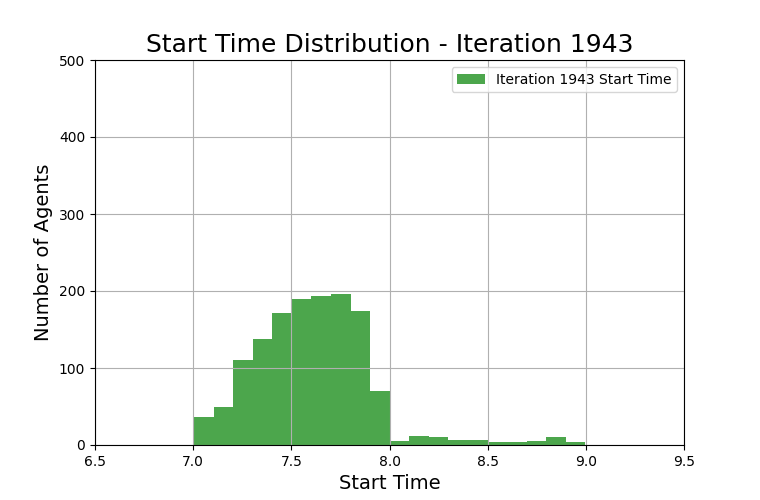 Start Time Distribution - Iteration 1943
Iteration 1943 Start Time
500
400
300
200
100
0
Number of Agents
6.5 7.0 7.5 8.0 8.5 9.0 9.5
Start Time